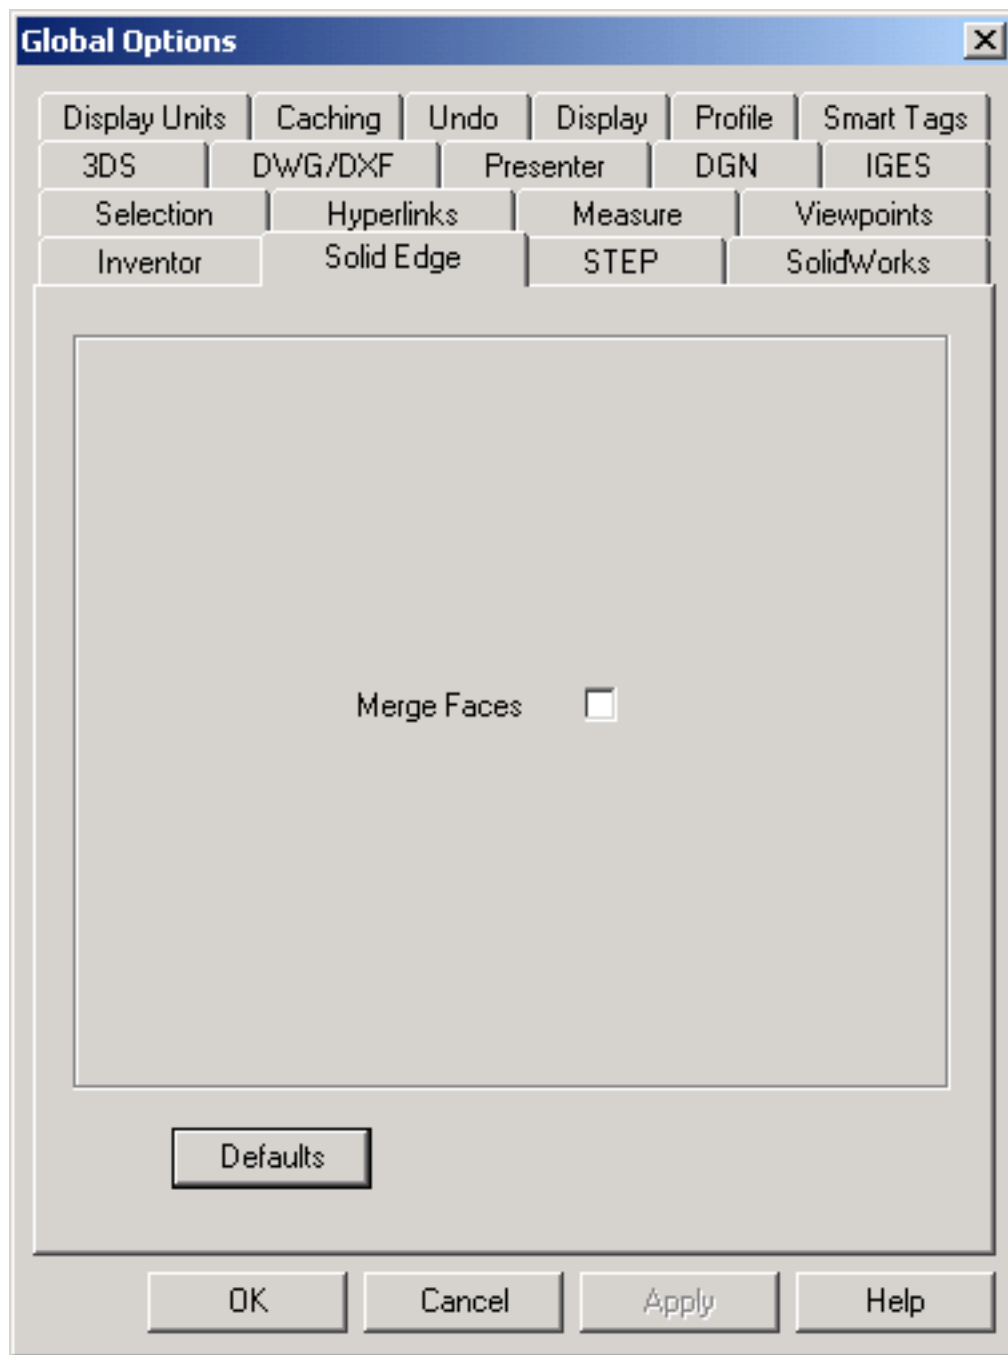 Global Options
Display Units Caching Undo Display Profile Smart Tags
3DS DWG/DXF Presenter DGN IGES
Selection Hyperlinks Measure Viewpoints
Inventor Solid Edge STEP SolidWorks
Merge Faces
Defaults
OK Cancel Apply Help